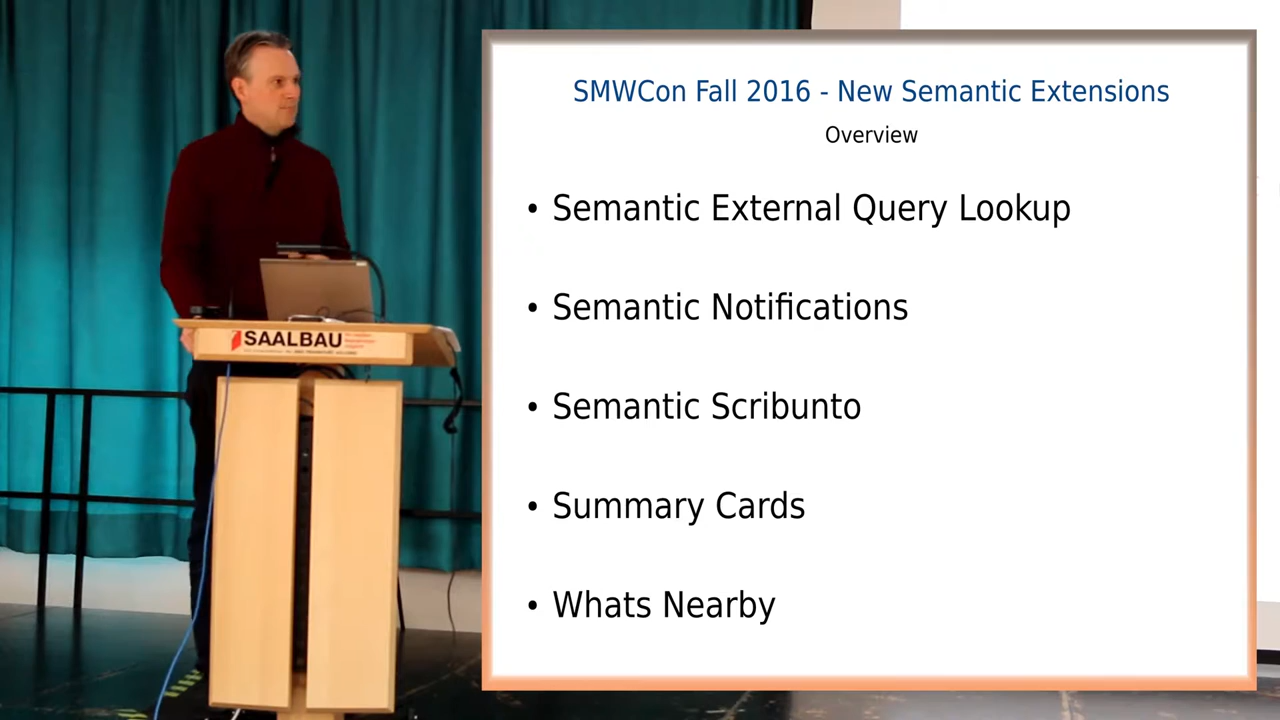 SMWCon Fall 2016 - New Semantic Extensions
Overview
• Semantic External Query Lookup
• Semantic Notifications
• Semantic Scribunto
• Summary Cards
• Whats Nearby
SAALBAU